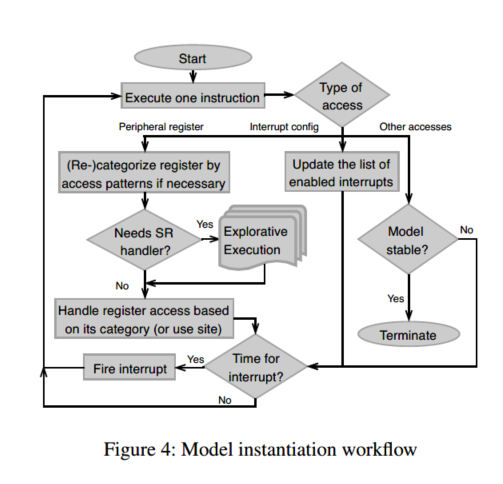 Start
Execute one instruction
Type of
access
Peripheral register
Interrupt config
Other accesses
(Re-)categorize register by
access patterns if necessary
Update the list of
enabled interrupts
Needs SR
handler?
Yes
Explorative
Execution
Model
stable?
No
No
Yes
Handle register access based
on its category (or use site)
Terminate
Fire interrupt
Yes
Time for
interrupt?
No
Figure 4: Model instantiation workflow